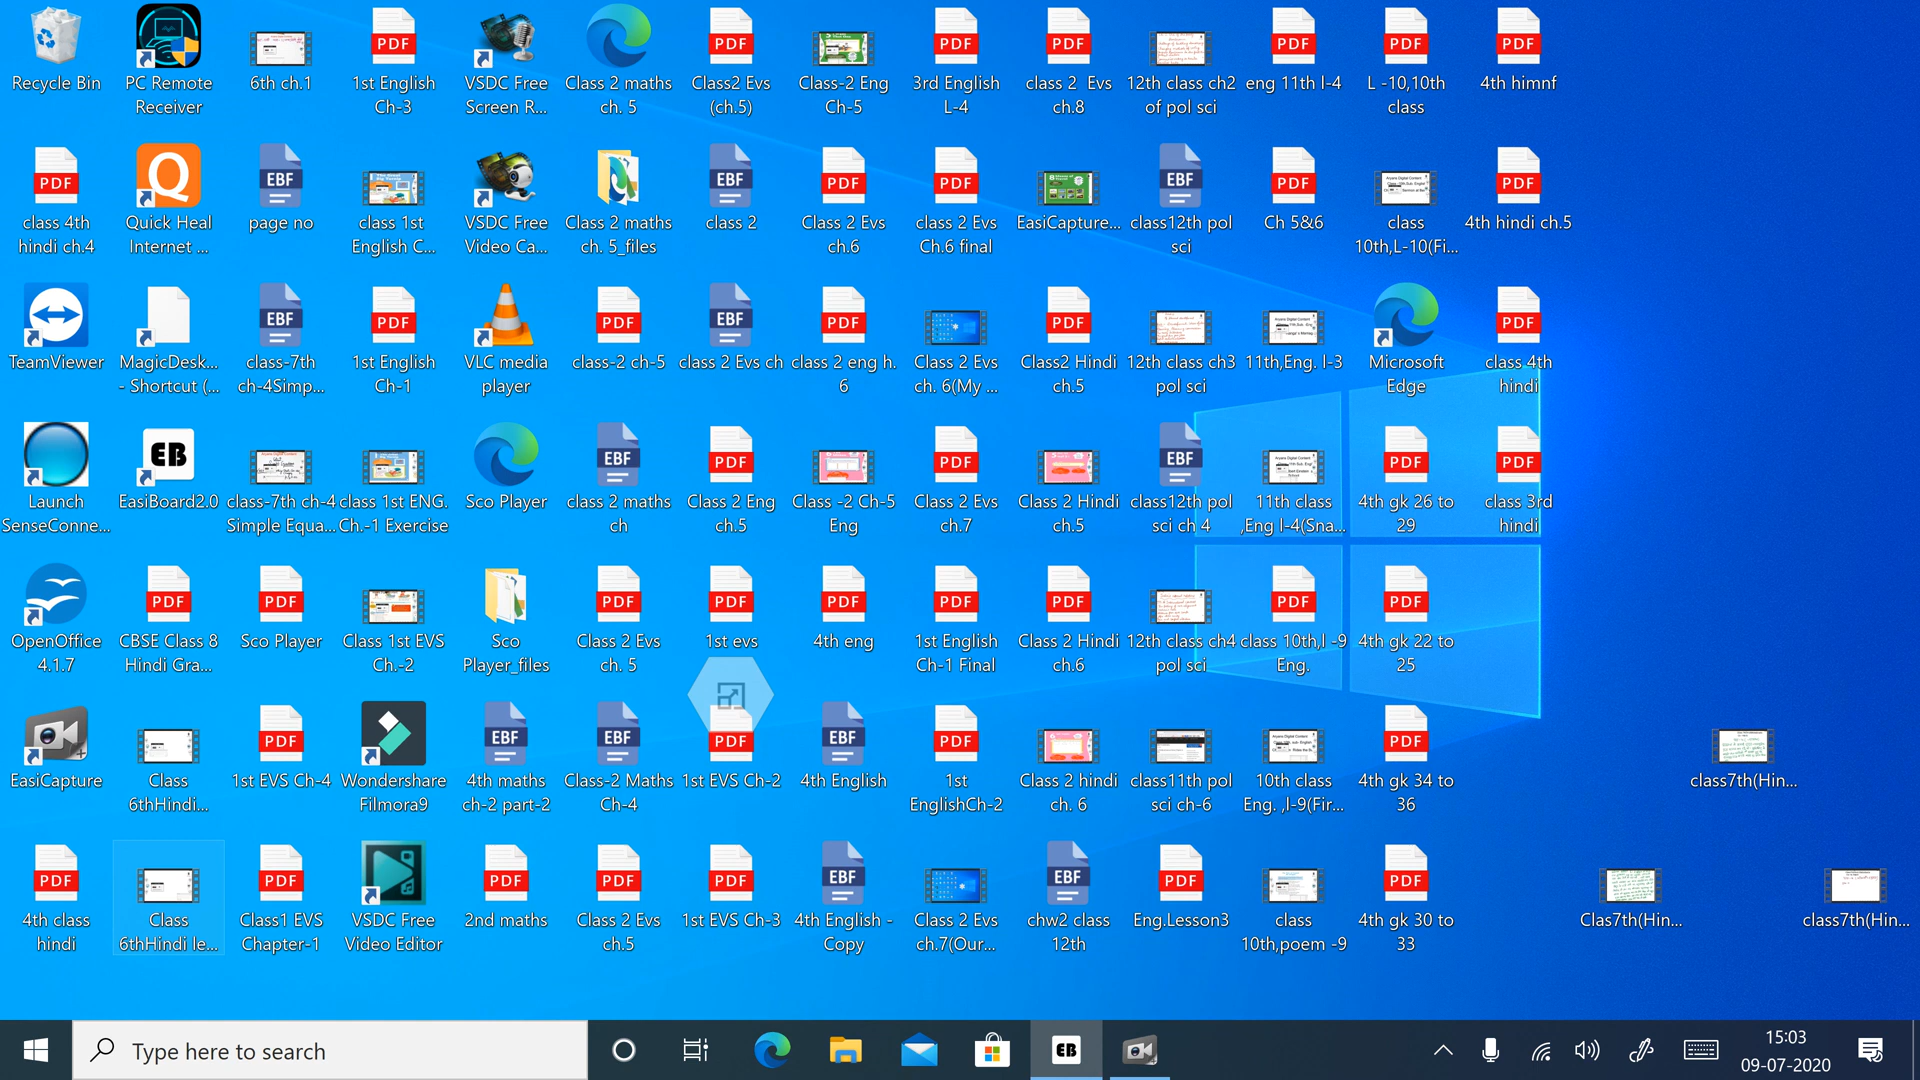 Recycle Bin
PC Remote
Receiver
6th ch.1
1st English
Ch-3
VSDC Free
Screen R...
Class 2 maths
ch. 5
Class2 Evs
(ch.5)
Class-2 Eng
Ch-5
3rd English
L-4
class 2 Evs
ch.8
12th class ch2
of pol sci
eng 11th l-4
L -10,10th
class
4th himnf
class 4th
hindi ch.4
Quick Heal
Internet ...
page no
class 1st
English C...
VSDC Free
Video Ca...
Class 2 maths
ch. 5_files
class 2
Class 2 Evs
ch.6
class 2 Evs
Ch.6 final
EasiCapture...
class12th pol
sci
Ch 5&6
class
10th,L-10(Fi...
4th hindi ch.5
TeamViewer
MagicDesk...
- Shortcut (...
class-7th
ch-4Simp...
1st English
Ch-1
VLC media
player
class-2 ch-5
class 2 Evs ch
class 2 eng h.
6
Class 2 Evs
ch. 6(My ...
Class2 Hindi
ch.5
12th class ch3
pol sci
11th,Eng. l-3
Microsoft
Edge
class 4th
hindi
Launch
SenseConne...
EasiBoard2.0
class-7th ch-4
Simple Equa...
class 1st ENG.
Ch.-1 Exercise
Sco Player
class 2 maths
ch
Class 2 Eng
ch.5
Class -2 Ch-5
Eng
Class 2 Evs
ch.7
Class 2 Hindi
ch.5
class12th pol
sci ch 4
11th class
,Eng l-4(Sna...
4th gk 26 to
29
class 3rd
hindi
OpenOffice
4.1.7
CBSE Class 8
Hindi Gra...
Sco Player
Class 1st EVS
Ch.-2
Sco
Player_files
Class 2 Evs
ch. 5
1st evs
4th eng
1st English
Ch-1 Final
Class 2 Hindi
ch.6
12th class ch4
pol sci
class 10th,l -9
Eng.
4th gk 22 to
25
EasiCapture
Class
6thHindi...
1st EVS Ch-4
Wondershare
Filmora9
4th maths
ch-2 part-2
Class-2 Maths
Ch-4
1st EVS Ch-2
4th English
1st
EnglishCh-2
Class 2 hindi
ch. 6
class11th pol
sci ch-6
10th class
Eng. ,l-9(Fir...
4th gk 34 to
36
class7th(Hin...
4th class
hindi
Class
6thHindi le...
Class1 EVS
Chapter-1
VSDC Free
Video Editor
2nd maths
Class 2 Evs
ch.5
1st EVS Ch-3
4th English -
Copy
Class 2 Evs
ch.7(Our...
chw2 class
12th
Eng.Lesson3
class
10th,poem -9
4th gk 30 to
33
Clas7th(Hin...
class7th(Hin...
Type here to search
EB
15:03
09-07-2020